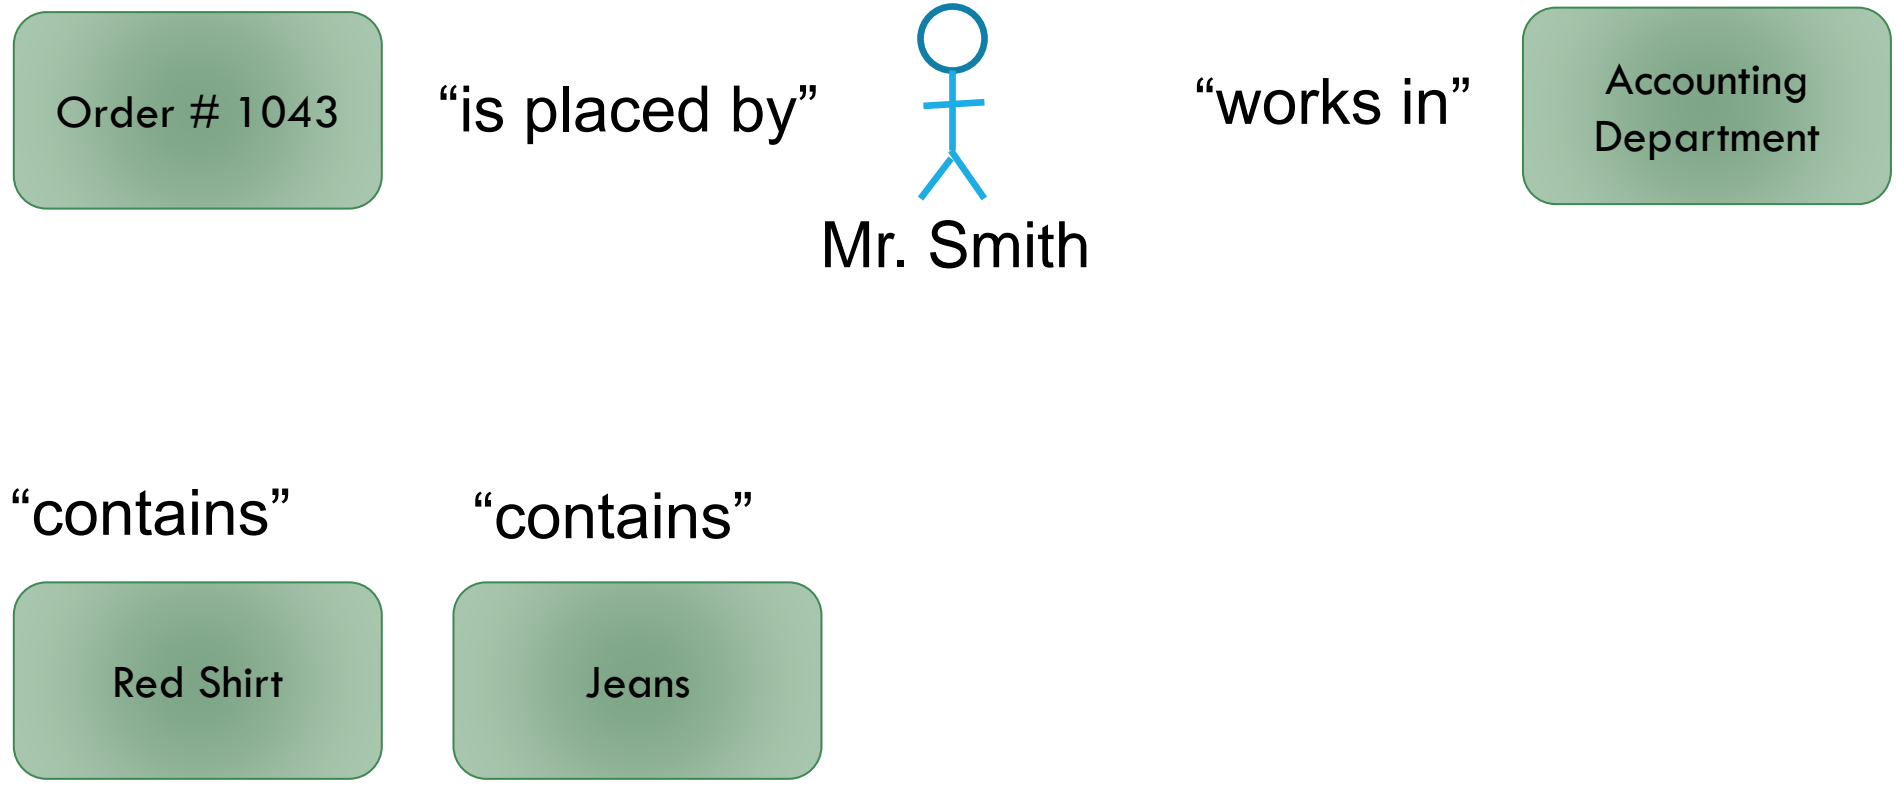 Order # 1043
“is placed by”
Mr. Smith
“works in”
Accounting
Department
“contains”
“contains”
Red Shirt
Jeans